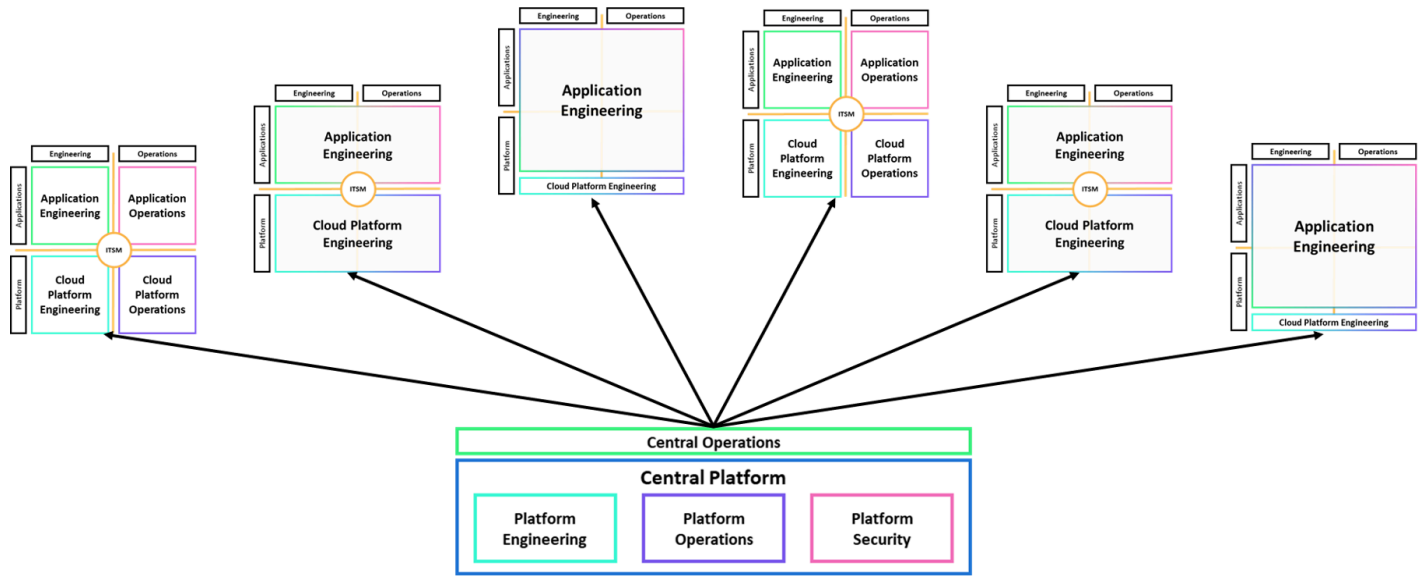 Engineering
Operations
Applications
Platform
Application
Engineering
Application
Operations
ITSM
Cloud
Platform
Engineering
Cloud
Platform
Operations
Engineering
Operations
Applications
Platform
Application
Engineering
ITSM
Cloud Platform
Engineering
Engineering
Operations
Applications
Platform
Application
Engineering
Cloud Platform Engineering
Engineering
Operations
Applications
Platform
Application
Engineering
Application
Operations
ITSM
Cloud
Platform
Engineering
Cloud
Platform
Operations
Engineering
Operations
Applications
Platform
Application
Engineering
ITSM
Cloud Platform
Engineering
Engineering
Operations
Applications
Platform
Application
Engineering
Cloud Platform Engineering
Central Operations
Central Platform
Platform
Engineering
Platform
Operations
Platform
Security